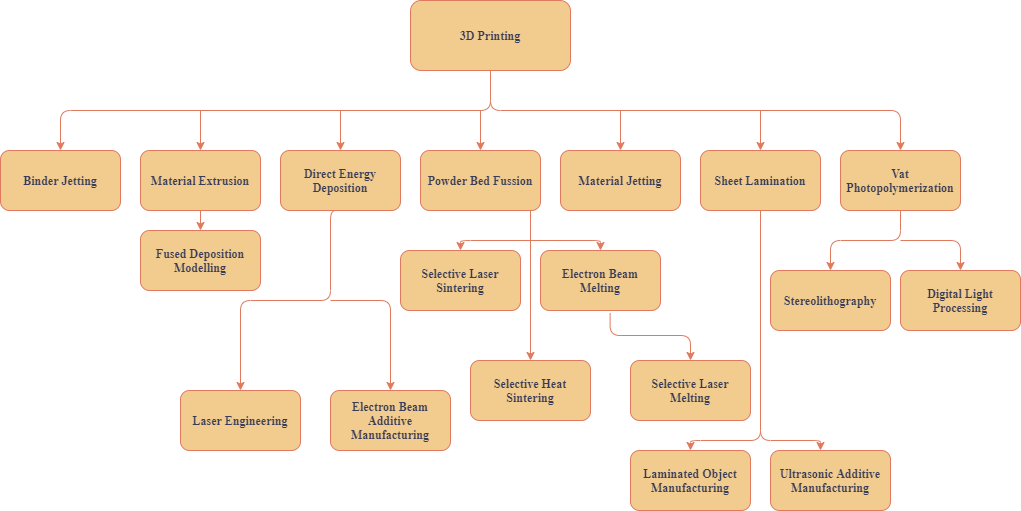 3D Printing
Binder Jetting
Material Extrusion
Direct Energy
Deposition
Powder Bed Fussion
Material Jetting
Sheet Lamination
Vat
Photopolymerization
Fused Deposition
Modelling
Selective Laser
Sintering
Electron Beam
Melting
Stereolithography
Digital Light
Processing
Laser Engineering
Electron Beam
Additive
Manufacturing
Selective Heat
Sintering
Selective Laser
Melting
Laminated Object
Manufacturing
Ultrasonic Additive
Manufacturing